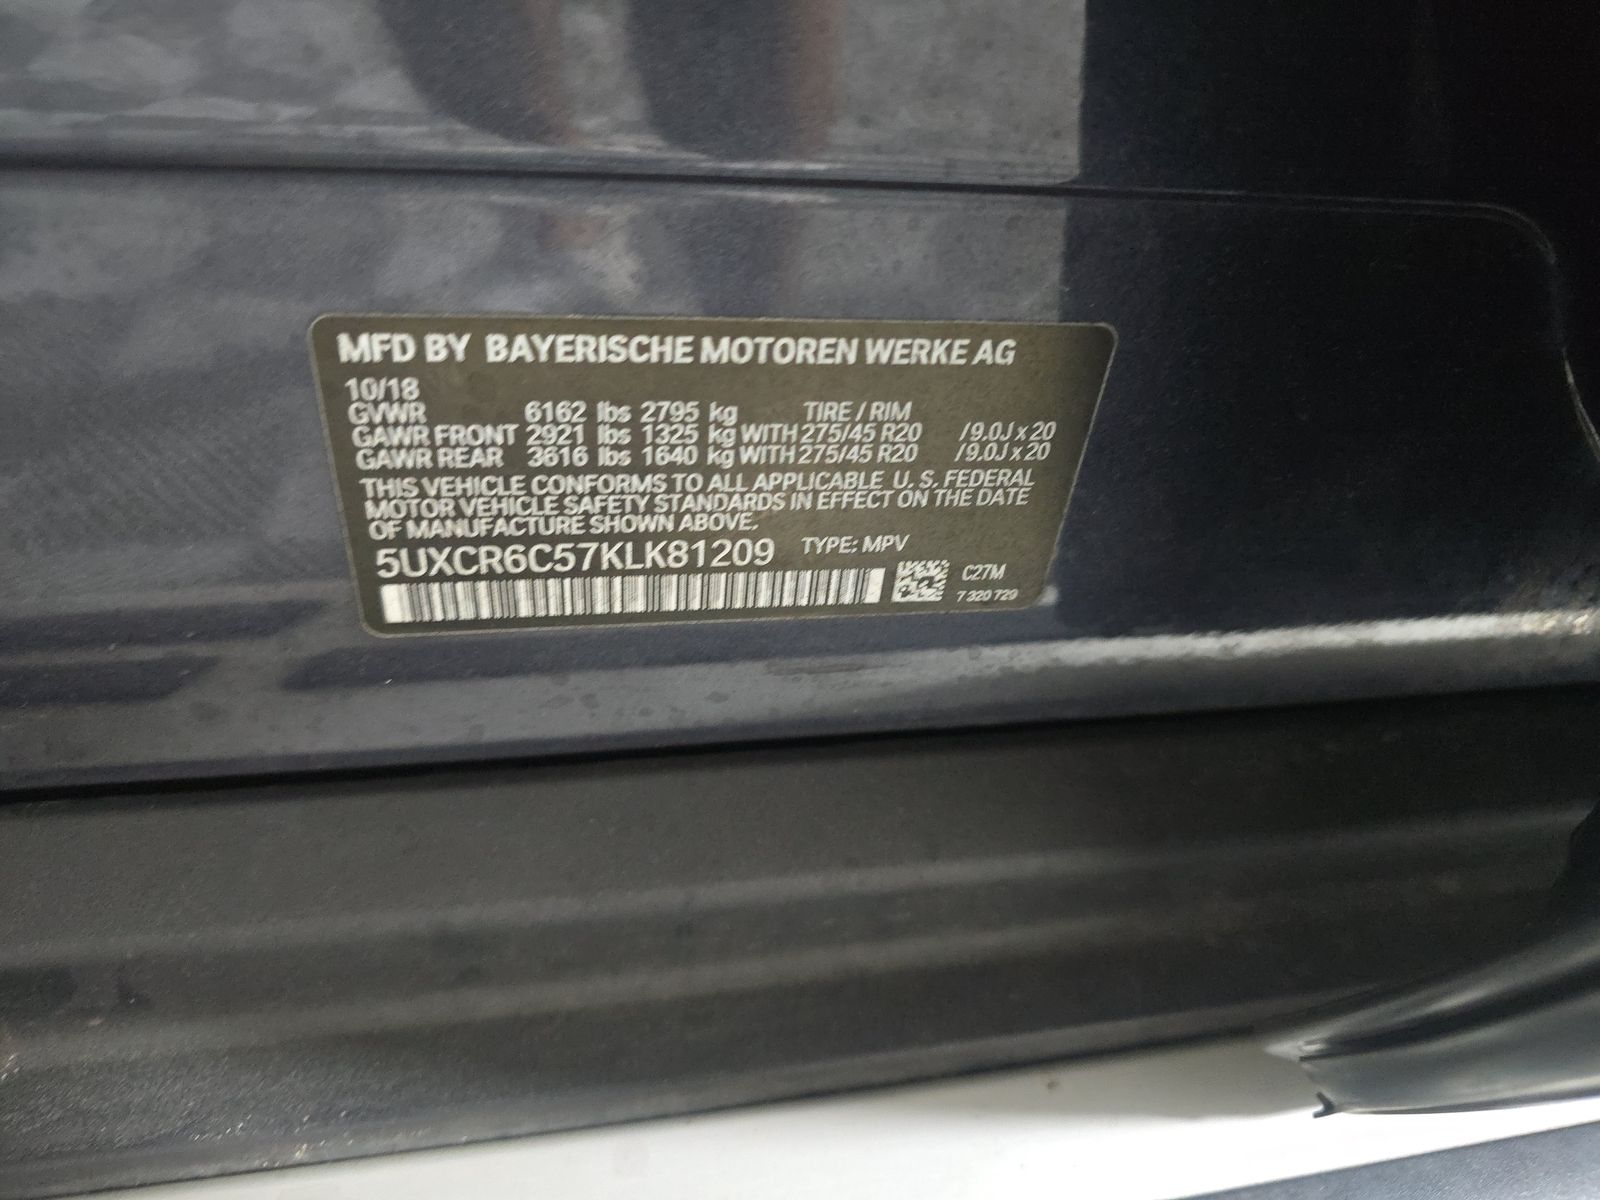 MFD BY BAYERISCHE MOTOREN WERKE AG
10/18
GVWR 6162 lbs 2795 kg TIRE / RIM
GAWR FRONT 2921 lbs 1325 kg WITH 275/45 R20 /9.0J x 20
GAWR REAR 3616 lbs 1640 kg WITH 275/45 R20 /9.0J x 20
THIS VEHICLE CONFORMS TO ALL APPLICABLE U. S. FEDERAL
MOTOR VEHICLE SAFETY STANDARDS IN EFFECT ON THE DATE
OF MANUFACTURE SHOWN ABOVE.
5UXCR6C57KLK81209 TYPE: MPV
C27M
7 320 729